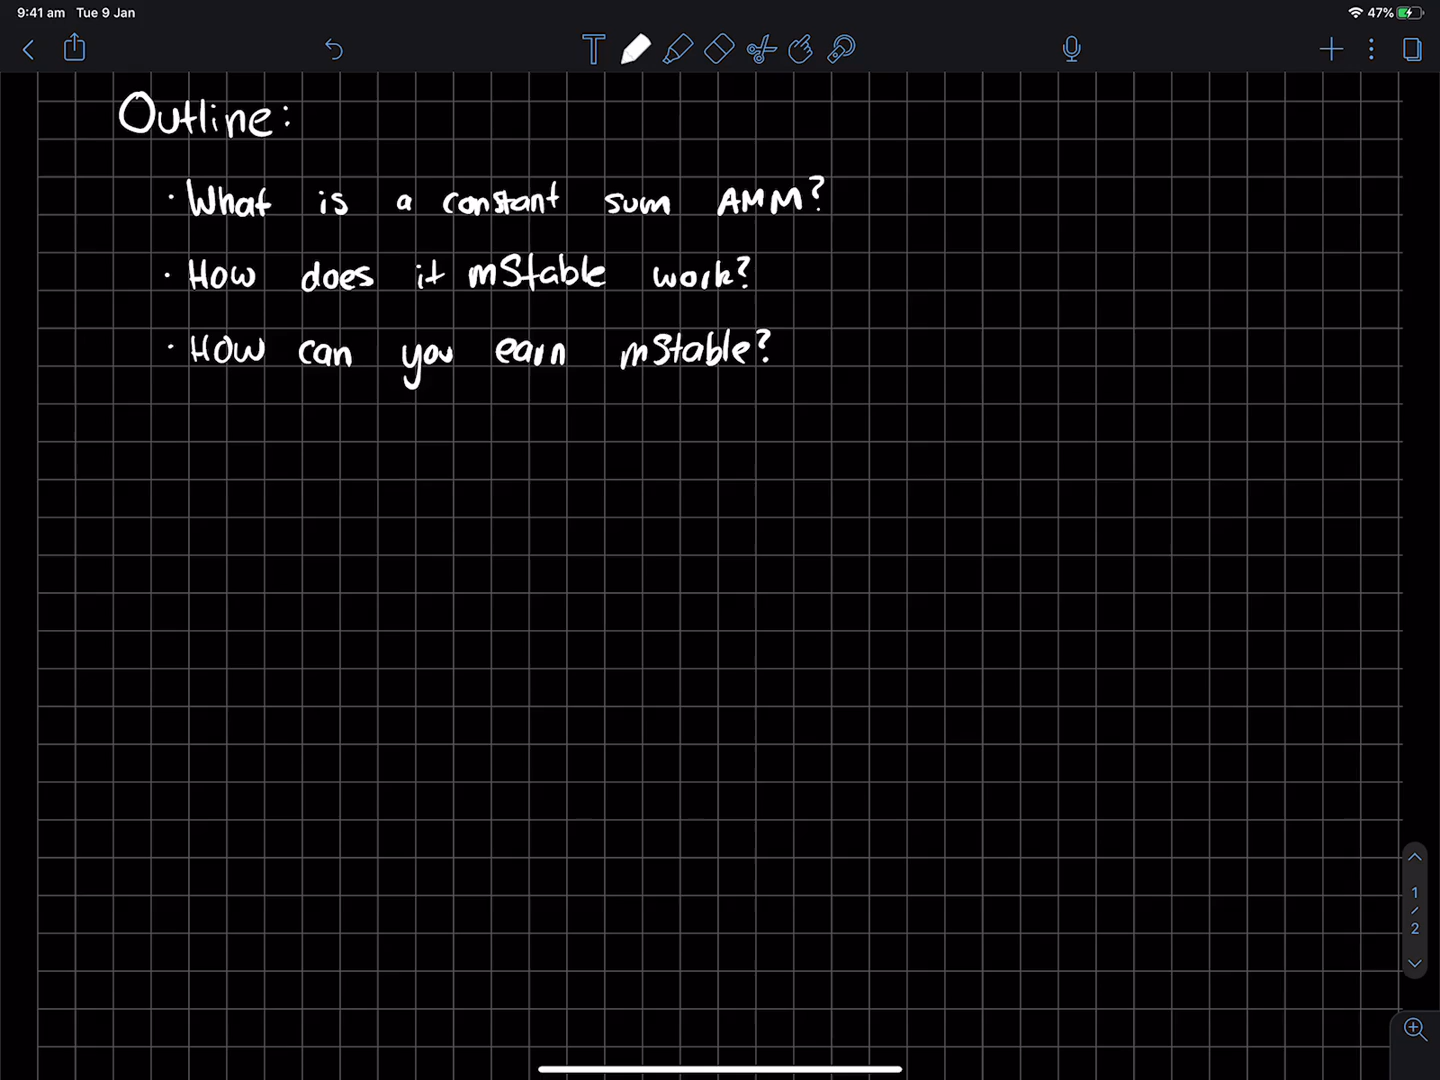 9:41 am Tue 9 Jan 47%
Outline:
· What is a constant sum AMM?
· How does it mStable work?
· How can you earn mStable?
1
/
2